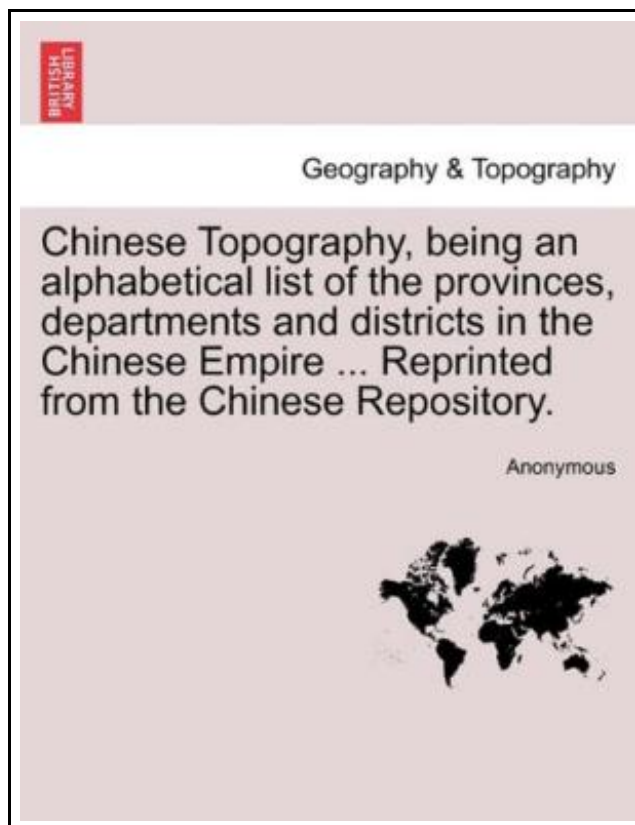 BRITISH
LIBRARY
Geography & Topography
Chinese Topography, being an
alphabetical list of the provinces,
departments and districts in the
Chinese Empire ... Reprinted
from the Chinese Repository.
Anonymous